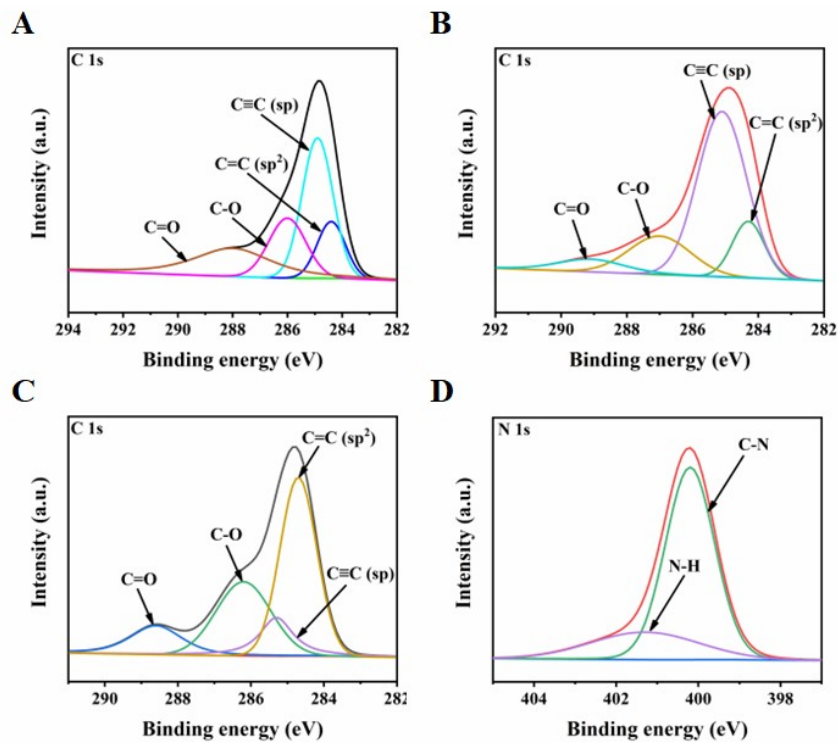 A
C 1s
C≡C (sp)
C=C (sp²)
C-O
C=O
Intensity (a.u.)
294 292 290 288 286 284 282
Binding energy (eV)
B
C 1s
C≡C (sp)
C=C (sp²)
C-O
C=O
Intensity (a.u.)
292 290 288 286 284 282
Binding energy (eV)
C
C 1s
C=C (sp²)
C-O
C≡C (sp)
C=O
Intensity (a.u.)
290 288 286 284 282
Binding energy (eV)
D
N 1s
C-N
N-H
Intensity (a.u.)
404 402 400 398
Binding energy (eV)